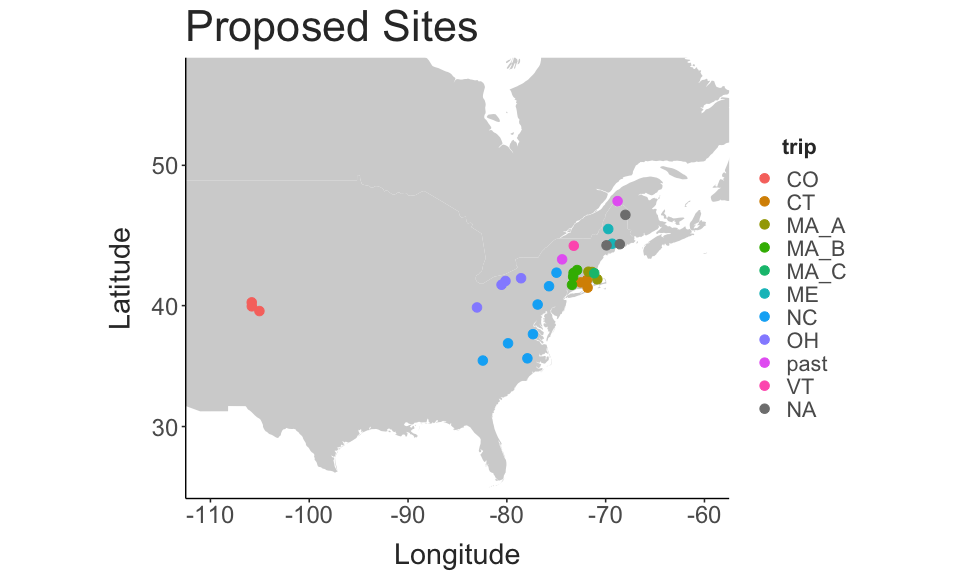 Proposed Sites
Latitude
50
40
30
-110 -100 -90 -80 -70 -60
Longitude
trip
CO
CT
MA_A
MA_B
MA_C
ME
NC
OH
past
VT
NA